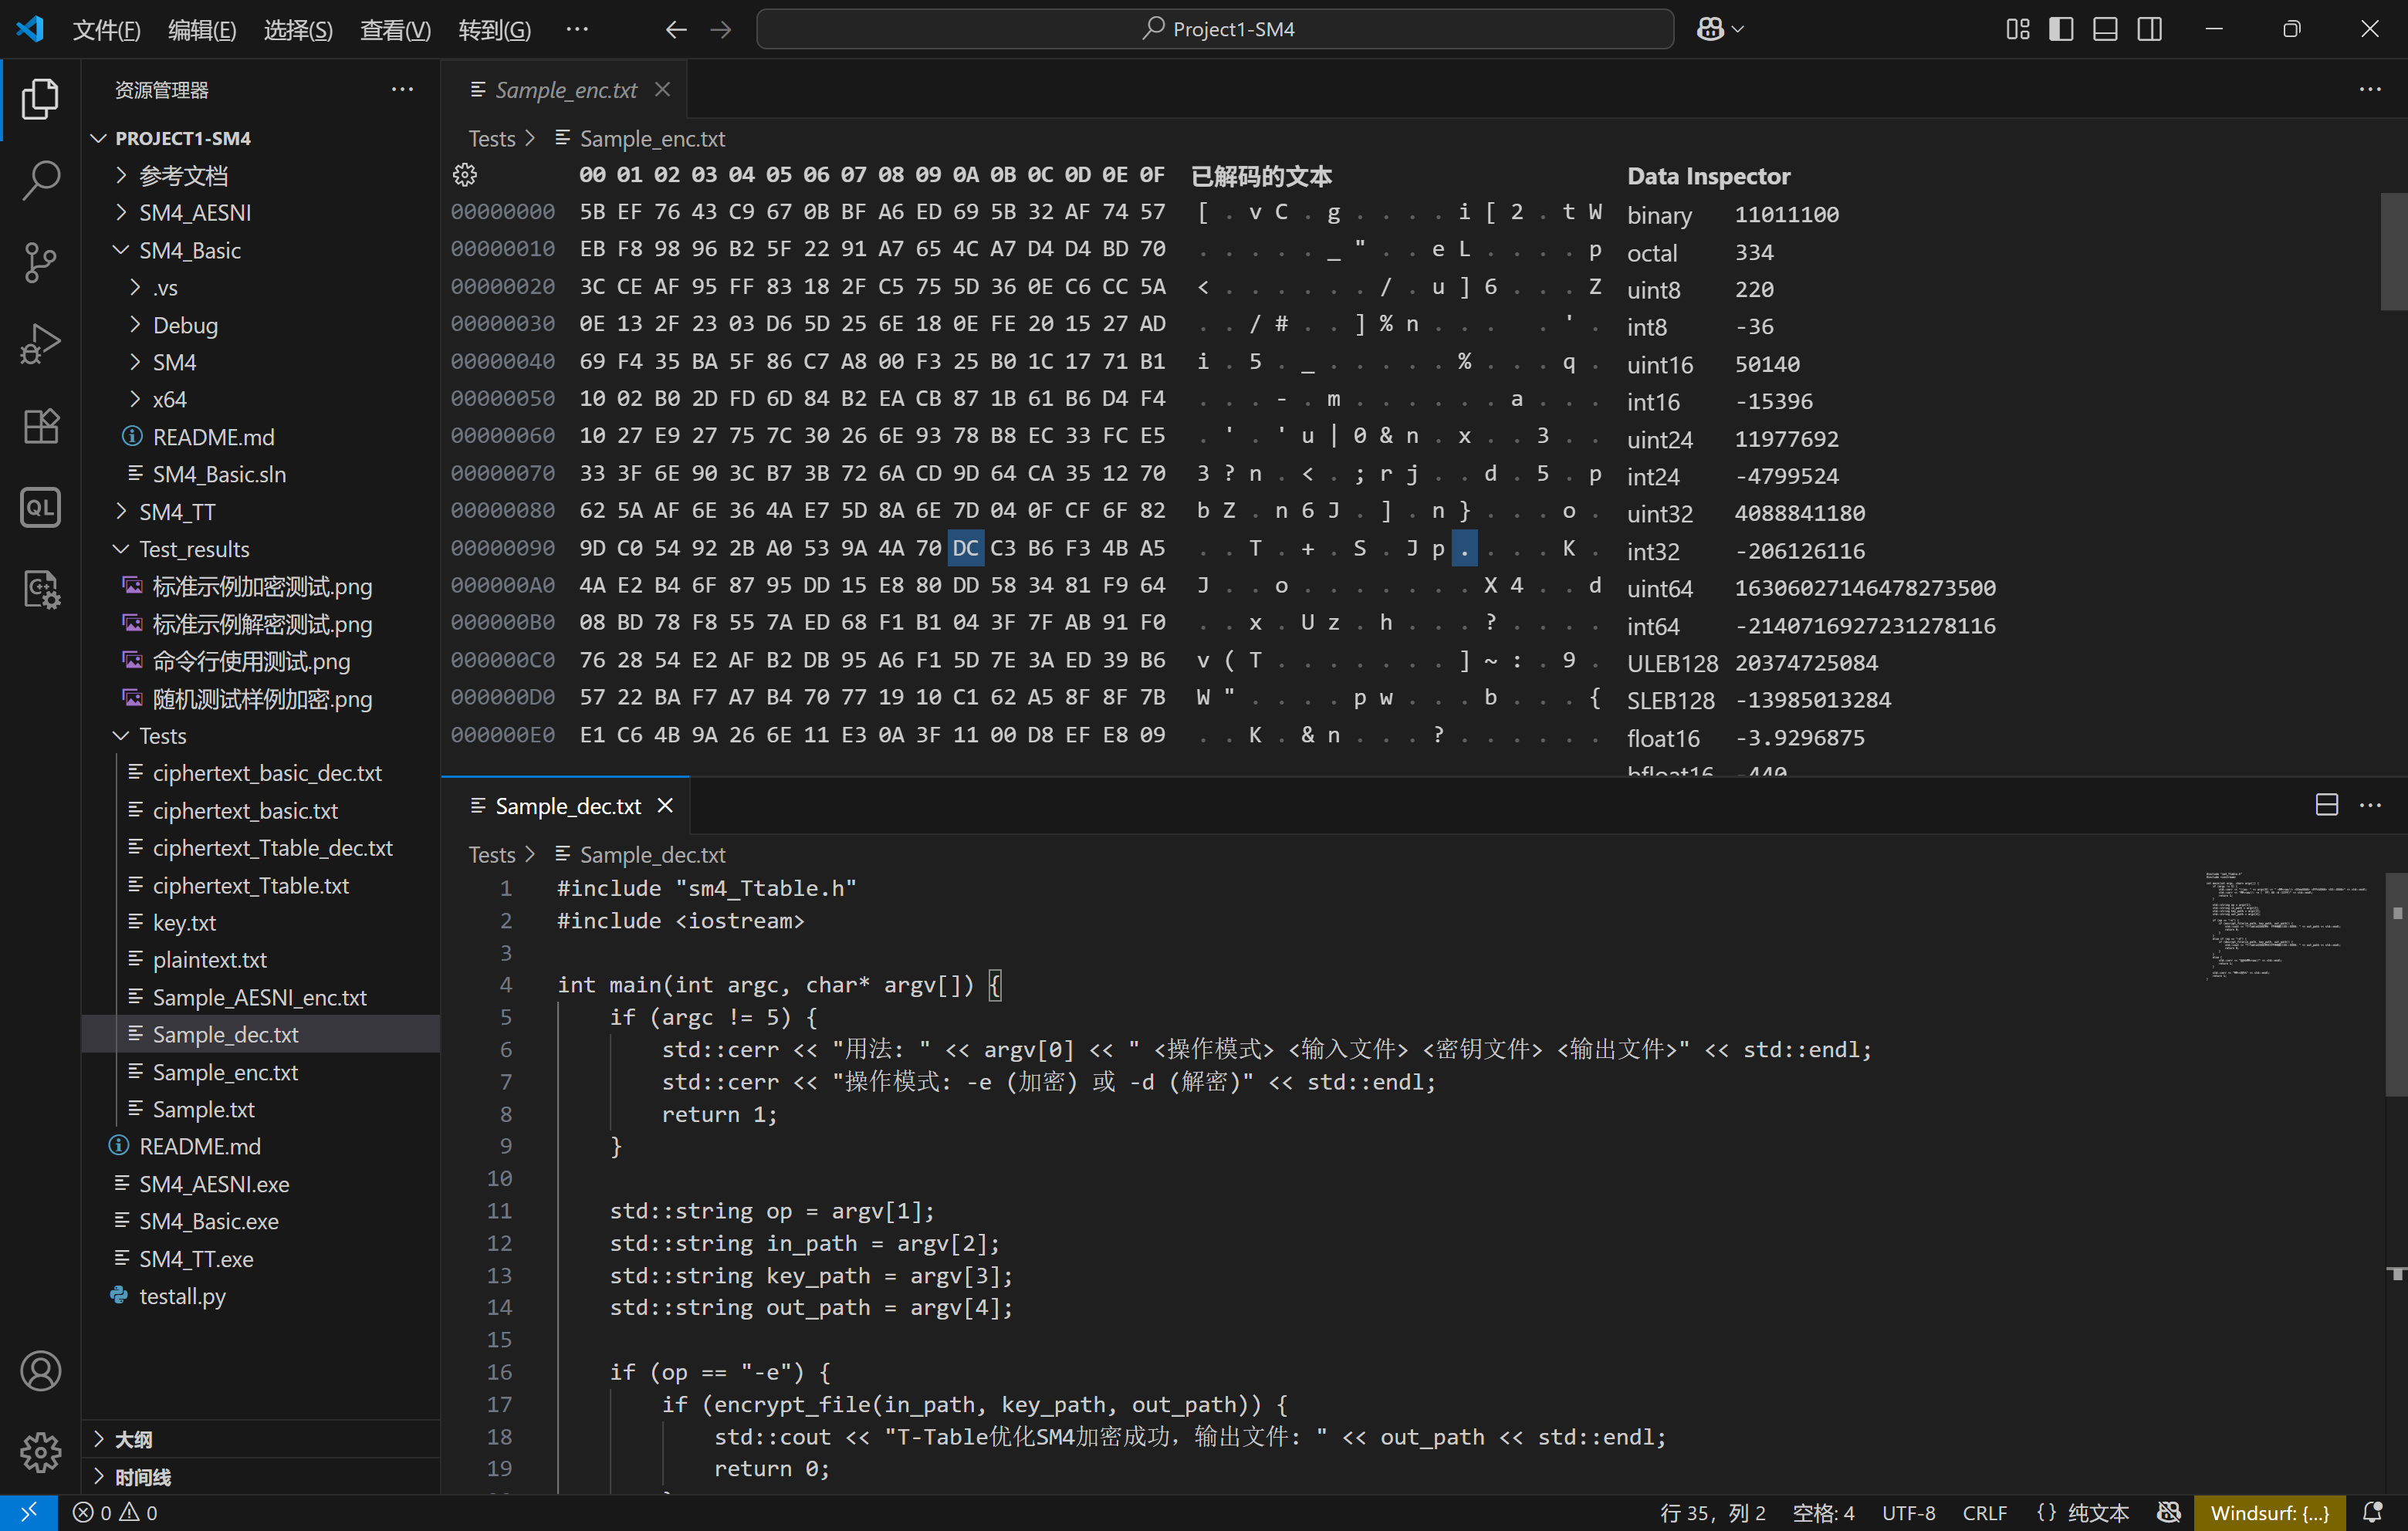 文件(F) 编辑(E) 选择(S) 查看(V) 转到(G) ··· Project1-SM4
资源管理器
PROJECT1-SM4
参考文档
SM4_AESNI
SM4_Basic
.vs
Debug
SM4
x64
README.md
SM4_Basic.sln
SM4_TT
Test_results
标准示例加密测试.png
标准示例解密测试.png
命令行使用测试.png
随机测试样例加密.png
Tests
ciphertext_basic_dec.txt
ciphertext_basic.txt
ciphertext_Ttable_dec.txt
ciphertext_Ttable.txt
key.txt
plaintext.txt
Sample_AESNI_enc.txt
Sample_dec.txt
Sample_enc.txt
Sample.txt
README.md
SM4_AESNI.exe
SM4_Basic.exe
SM4_TT.exe
testall.py
大纲
时间线
QL
Sample_enc.txt
Tests > Sample_enc.txt
00 01 02 03 04 05 06 07 08 09 0A 0B 0C 0D 0E 0F 已解码的文本
00000000 5B EF 76 43 C9 67 0B BF A6 ED 69 5B 32 AF 74 57 [ . v C . g . . . . i [ 2 . t W
00000010 EB F8 98 96 B2 5F 22 91 A7 65 4C A7 D4 D4 BD 70 . . . . . _ " . . e L . . . . p
00000020 3C CE AF 95 FF 83 18 2F C5 75 5D 36 0E C6 CC 5A < . . . . . . / . u ] 6 . . . Z
00000030 0E 13 2F 23 03 D6 5D 25 6E 18 0E FE 20 15 27 AD . . / # . . ] % n . . .   . ' .
00000040 69 F4 35 BA 5F 86 C7 A8 00 F3 25 B0 1C 17 71 B1 i . 5 . _ . . . . . % . . . q .
00000050 10 02 B0 2D FD 6D 84 B2 EA CB 87 1B 61 B6 D4 F4 . . . - . m . . . . . . a . . .
00000060 10 27 E9 27 75 7C 30 26 6E 93 78 B8 EC 33 FC E5 . ' . ' u | 0 & n . x . . 3 . .
00000070 33 3F 6E 90 3C B7 3B 72 6A CD 9D 64 CA 35 12 70 3 ? n . < . ; r j . . d . 5 . p
00000080 62 5A AF 6E 36 4A E7 5D 8A 6E 7D 04 0F CF 6F 82 b Z . n 6 J . ] . n } . . . o .
00000090 9D C0 54 92 2B A0 53 9A 4A 70 DC C3 B6 F3 4B A5 . . T . + . S . J p . . . . K .
000000A0 4A E2 B4 6F 87 95 DD 15 E8 80 DD 58 34 81 F9 64 J . . o . . . . . . . X 4 . . d
000000B0 08 BD 78 F8 55 7A ED 68 F1 B1 04 3F 7F AB 91 F0 . . x . U z . h . . . ? . . . .
000000C0 76 28 54 E2 AF B2 DB 95 A6 F1 5D 7E 3A ED 39 B6 v ( T . . . . . . . ] ~ : . 9 .
000000D0 57 22 BA F7 A7 B4 70 77 19 10 C1 62 A5 8F 8F 7B W " . . . . p w . . . b . . . {
000000E0 E1 C6 4B 9A 26 6E 11 E3 0A 3F 11 00 D8 EF E8 09 . . K . & n . . . ? . . . . . .
Data Inspector
binary 11011100
octal 334
uint8 220
int8 -36
uint16 50140
int16 -15396
uint24 11977692
int24 -4799524
uint32 4088841180
int32 -206126116
uint64 16306027146478273500
int64 -2140716927231278116
ULEB128 20374725084
SLEB128 -13985013284
float16 -3.9296875
bfloat16 -440
Sample_dec.txt
Tests > Sample_dec.txt
1 #include "sm4_Ttable.h"
2 #include <iostream>
3
4 int main(int argc, char* argv[]) {
5 if (argc != 5) {
6 std::cerr << "用法: " << argv[0] << " <操作模式> <输入文件> <密钥文件> <输出文件>" << std::endl;
7 std::cerr << "操作模式: -e (加密) 或 -d (解密)" << std::endl;
8 return 1;
9 }
10
11 std::string op = argv[1];
12 std::string in_path = argv[2];
13 std::string key_path = argv[3];
14 std::string out_path = argv[4];
15
16 if (op == "-e") {
17 if (encrypt_file(in_path, key_path, out_path)) {
18 std::cout << "T-Table优化SM4加密成功，输出文件: " << out_path << std::endl;
19 return 0;
0 0 行 35，列 2 空格: 4 UTF-8 CRLF {} 纯文本 Windsurf: {...}